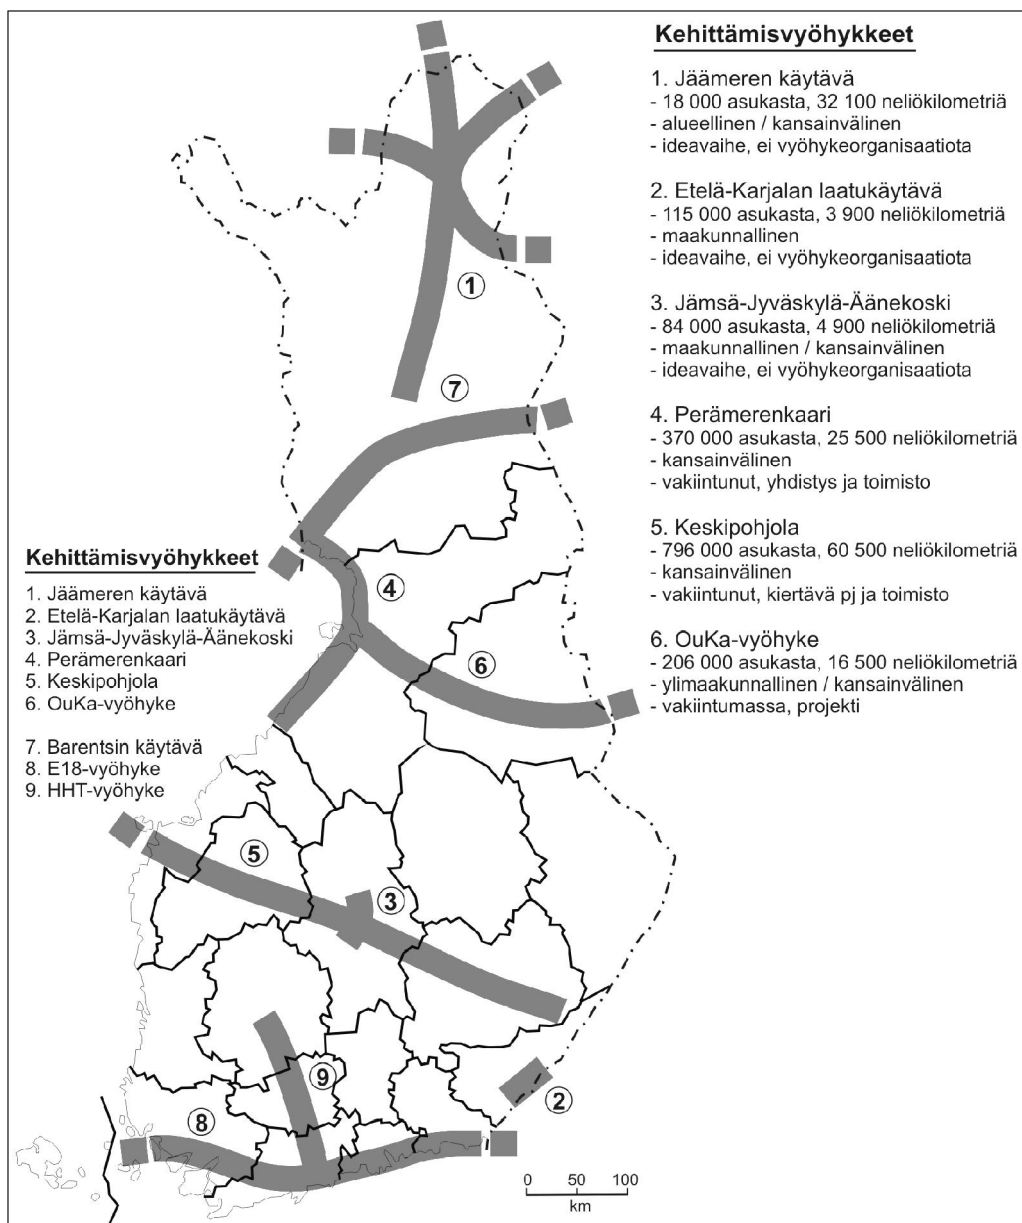 Kehittämisvyöhykkeet
1. Jäämeren käytävä
- 18 000 asukasta, 32 100 neliökilometriä
- alueellinen / kansainvälinen
- ideavaihe, ei vyöhykeorganisaatiota
2. Etelä-Karjalan laatukäytävä
- 115 000 asukasta, 3 900 neliökilometriä
- maakunnallinen
- ideavaihe, ei vyöhykeorganisaatiota
3. Jämsä-Jyväskylä-Äänekoski
- 84 000 asukasta, 4 900 neliökilometriä
- maakunnallinen / kansainvälinen
- ideavaihe, ei vyöhykeorganisaatiota
4. Perämerenkaari
- 370 000 asukasta, 25 500 neliökilometriä
- kansainvälinen
- vakiintunut, yhdistys ja toimisto
5. Keskipohjola
- 796 000 asukasta, 60 500 neliökilometriä
- kansainvälinen
- vakiintunut, kiertävä pj ja toimisto
6. OuKa-vyöhyke
- 206 000 asukasta, 16 500 neliökilometriä
- ylimaakunnallinen / kansainvälinen
- vakiintumassa, projekti
Kehittämisvyöhykkeet
1. Jäämeren käytävä
2. Etelä-Karjalan laatukäytävä
3. Jämsä-Jyväskylä-Äänekoski
4. Perämerenkaari
5. Keskipohjola
6. OuKa-vyöhyke
7. Barentsin käytävä
8. E18-vyöhyke
9. HHT-vyöhyke
1
7
4
6
5
3
9
2
8
0 50 100
km